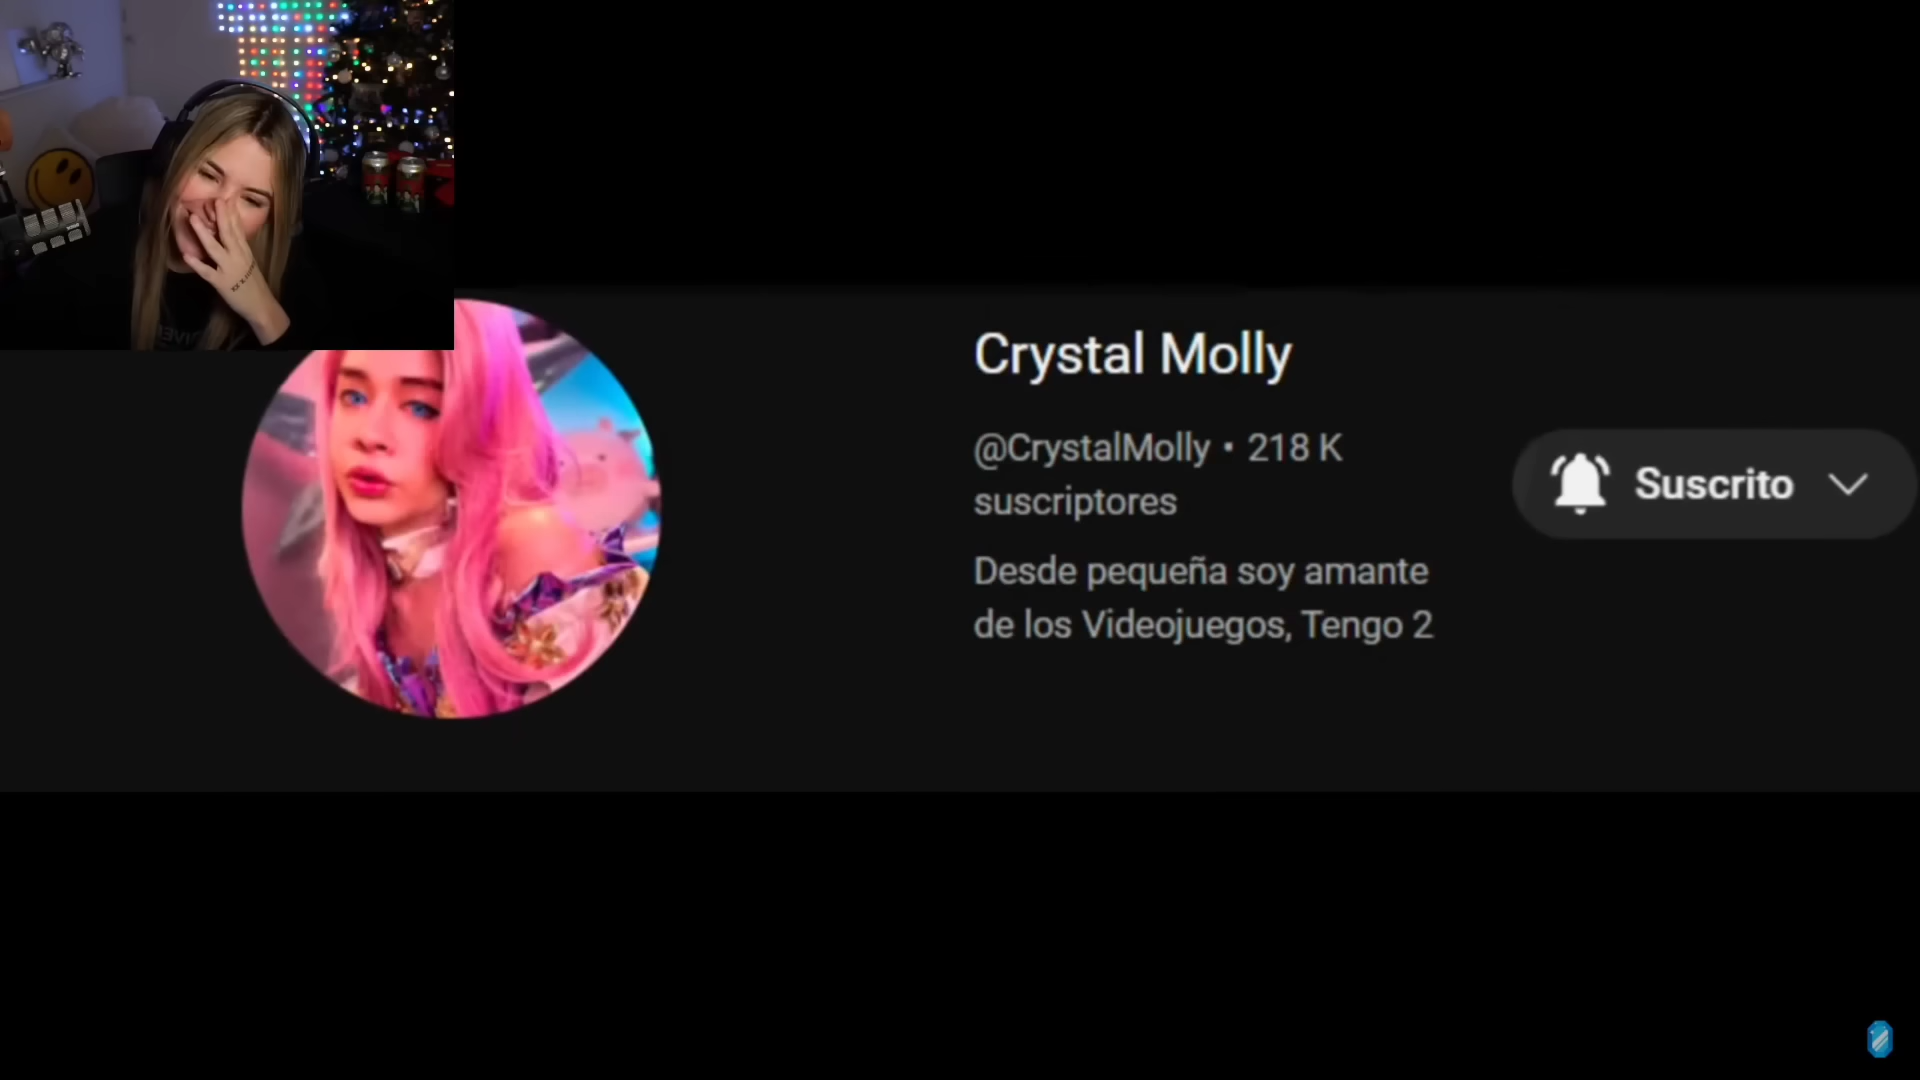 Crystal Molly
@CrystalMolly • 218 K
suscriptores
Suscrito
Desde pequeña soy amante
de los Videojuegos, Tengo 2